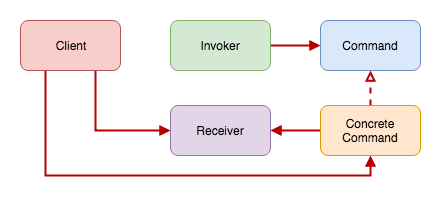 Client
Invoker
Command
Receiver
Concrete
Command